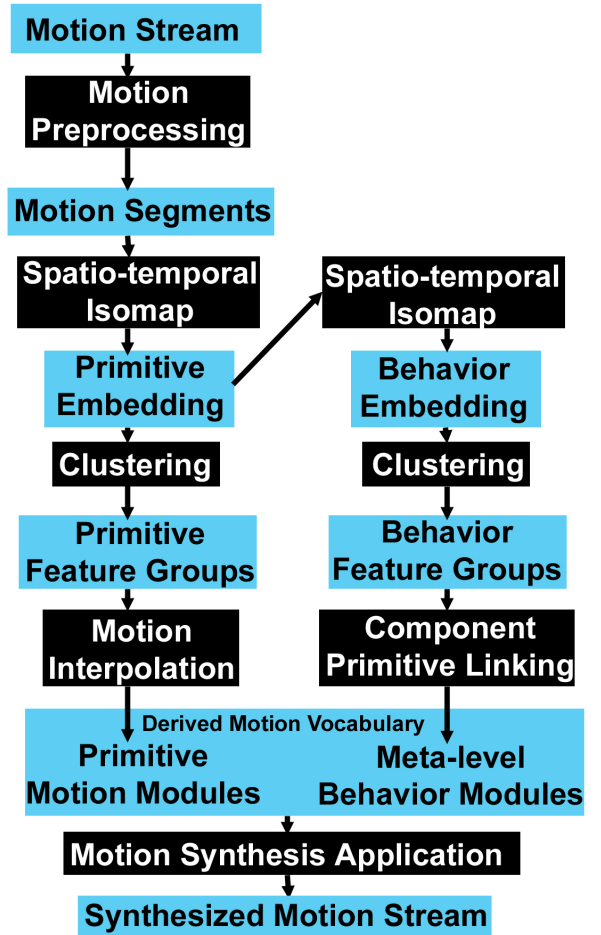 Motion Stream
Motion
Preprocessing
Motion Segments
Spatio-temporal
Isomap
Primitive
Embedding
Clustering
Primitive
Feature Groups
Motion
Interpolation
Spatio-temporal
Isomap
Behavior
Embedding
Clustering
Behavior
Feature Groups
Component
Primitive Linking
Derived Motion Vocabulary
Primitive
Motion Modules
Meta-level
Behavior Modules
Motion Synthesis Application
Synthesized Motion Stream